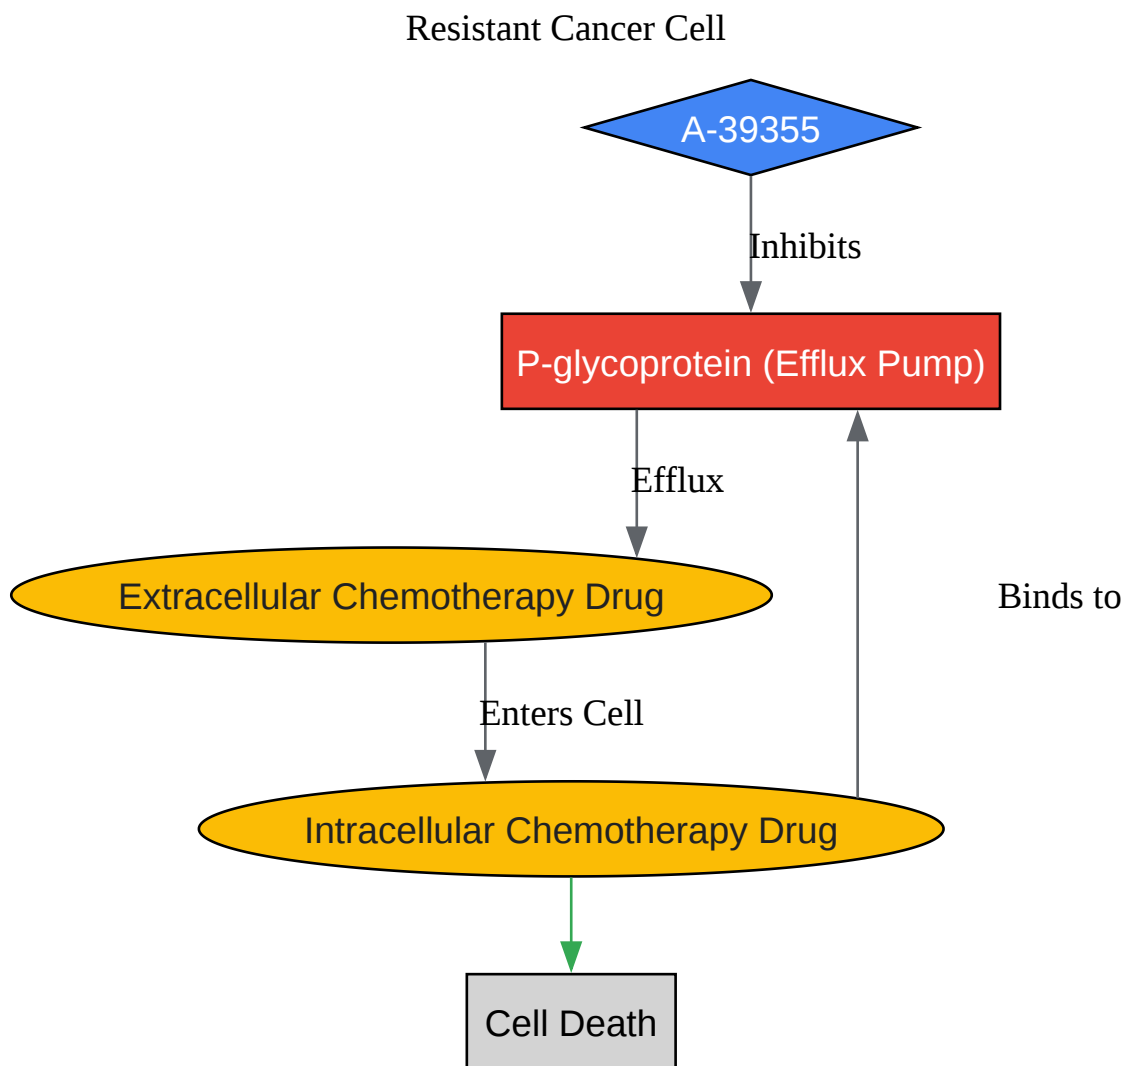 Resistant Cancer Cell
A-39355
Inhibits
P-glycoprotein (Efflux Pump)
Efflux
Extracellular Chemotherapy Drug
Binds to
Enters Cell
Intracellular Chemotherapy Drug
Cell Death